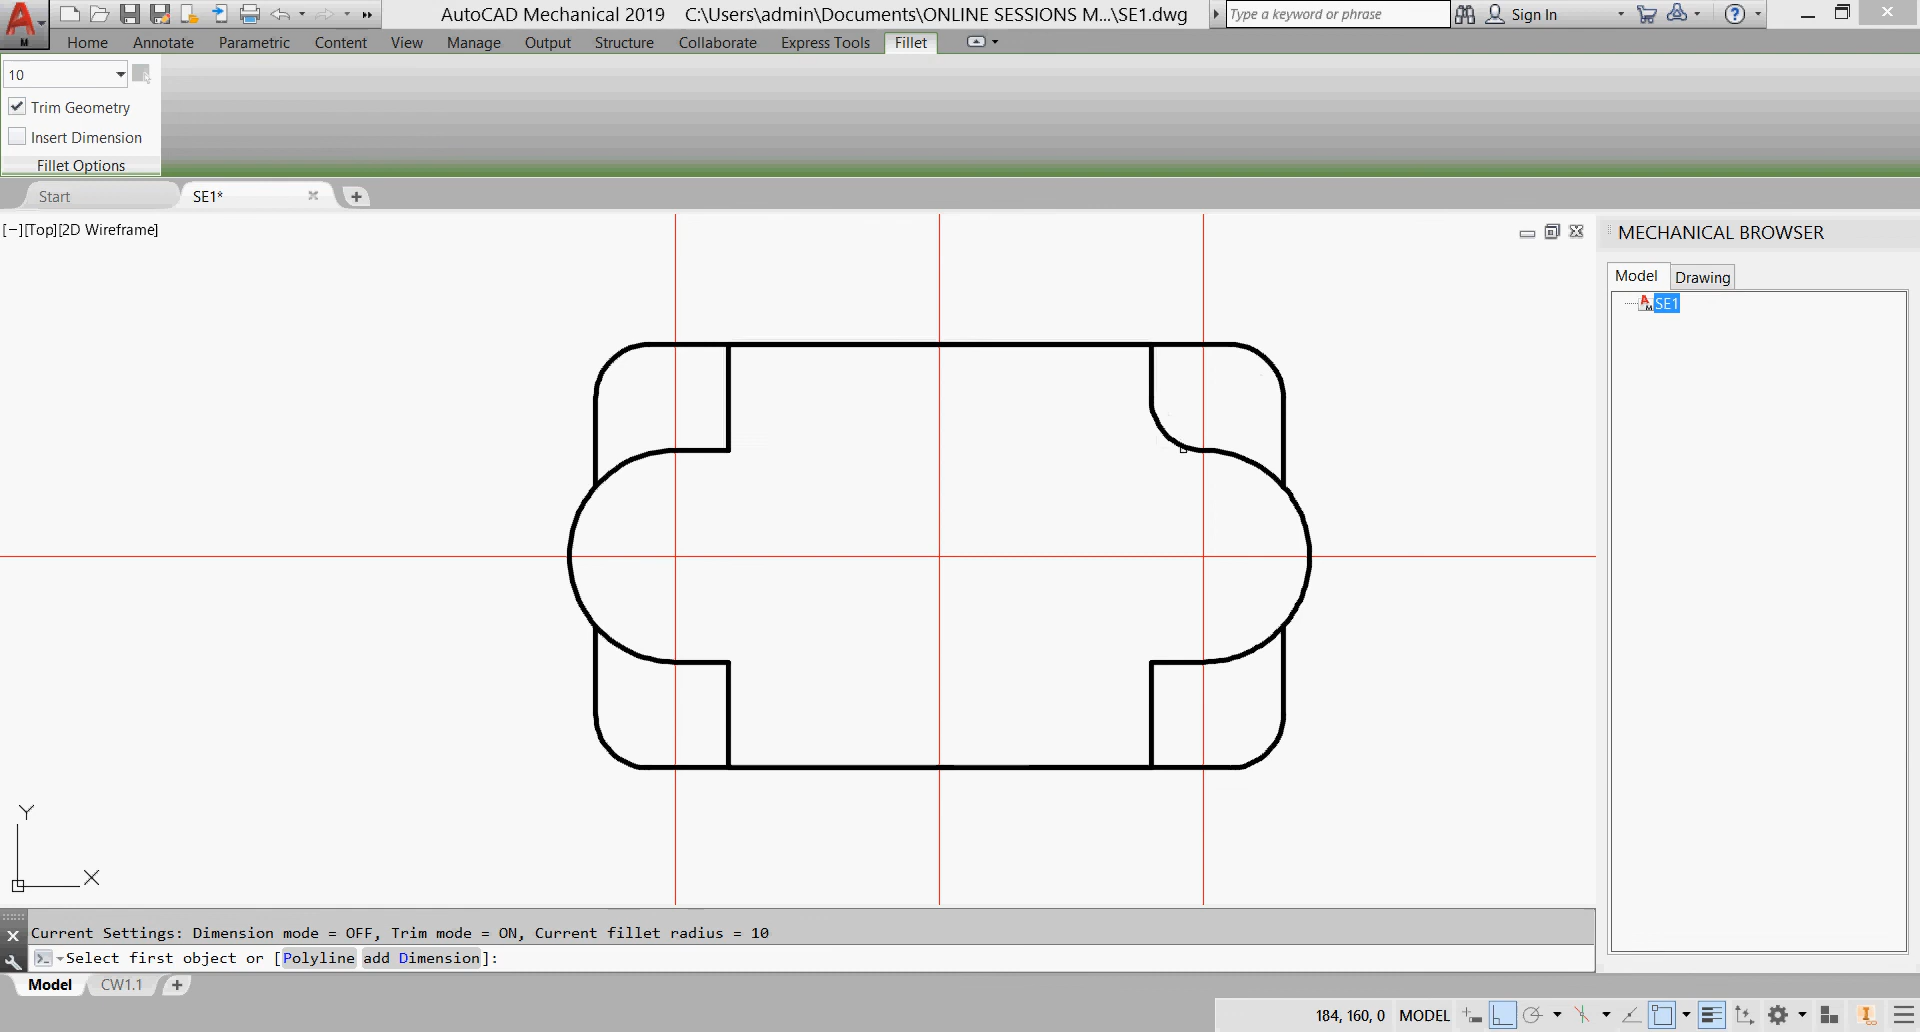 AutoCAD Mechanical 2019 C:\Users\admin\Documents\ONLINE SESSIONS M...\SE1.dwg
Type a keyword or phrase
Sign In
Home Annotate Parametric Content View Manage Output Structure Collaborate Express Tools Fillet
M
10
Trim Geometry
Insert Dimension
Fillet Options
Start SE1*
[−][Top][2D Wireframe]
MECHANICAL BROWSER
Model Drawing
SE1
Y
X
Current Settings: Dimension mode = OFF, Trim mode = ON, Current fillet radius = 10
Select first object or [Polyline add Dimension]:
Model CW1.1
184, 160, 0 MODEL